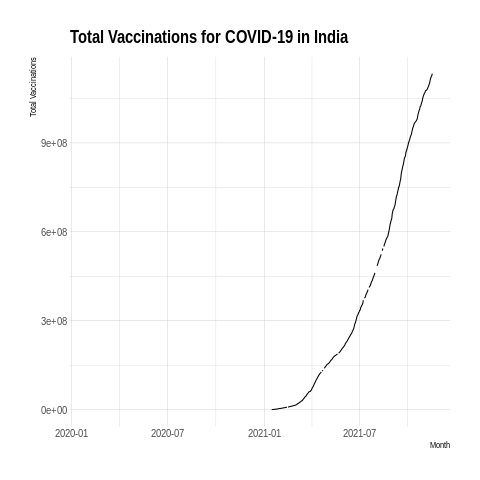 Total Vaccinations for COVID-19 in India
Total Vaccinations
9e+08
6e+08
3e+08
0e+00
2020-01 2020-07 2021-01 2021-07
Month